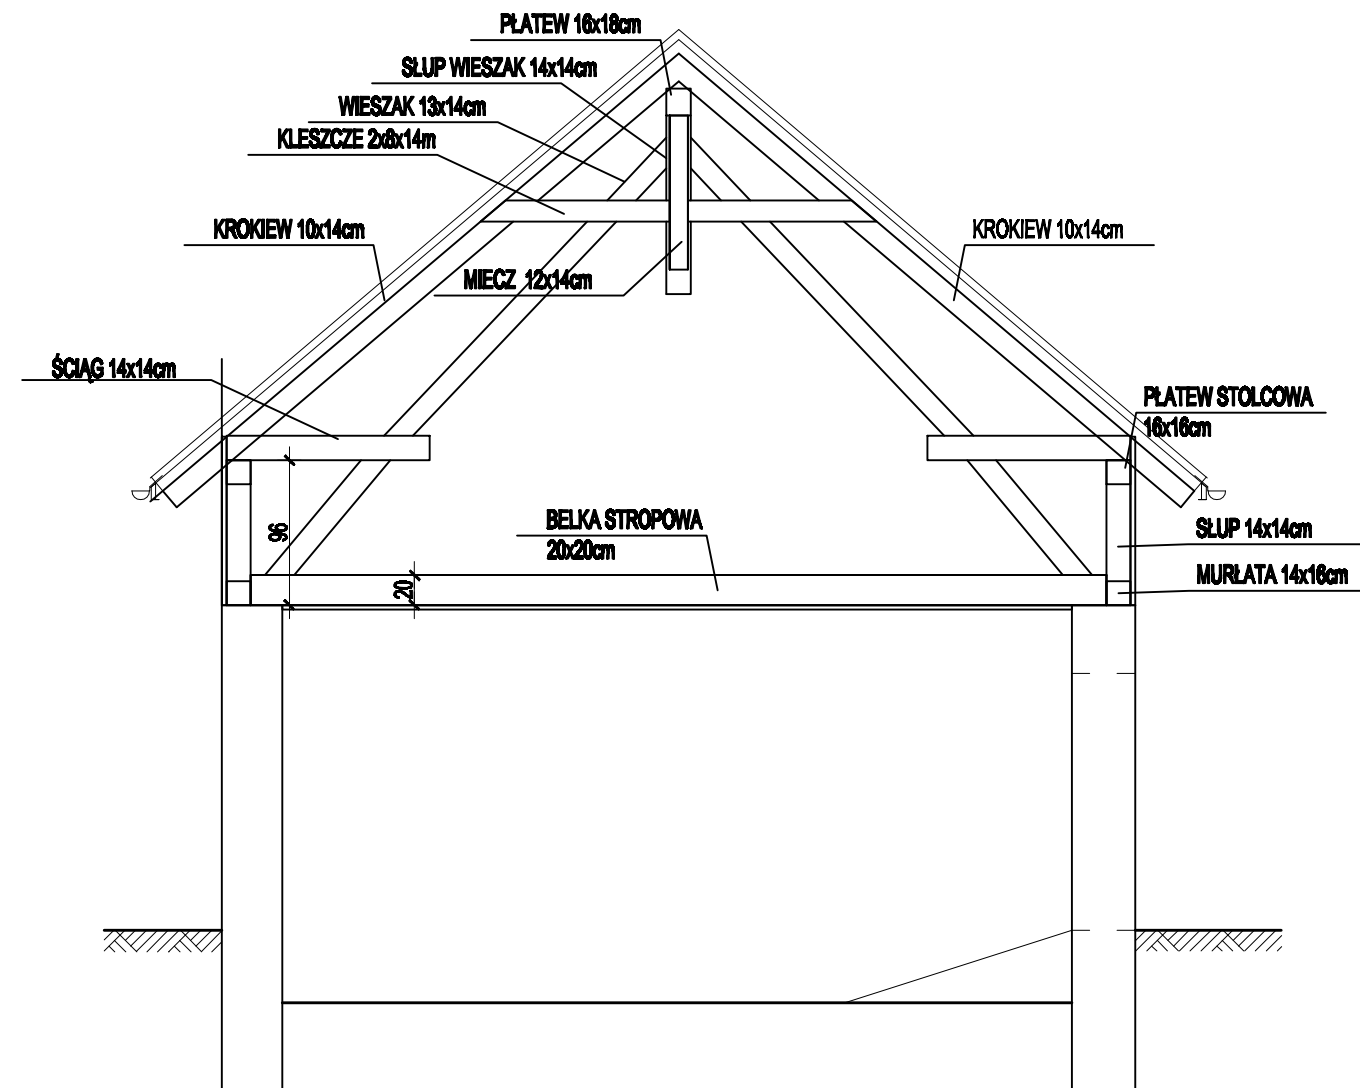 PŁATEW 16x18cm
SŁUP WIESZAK 14x14cm
WIESZAK 13x14cm
KLESZCZE 2x8x14m
KROKIEW 10x14cm
KROKIEW 10x14cm
MIECZ 12x14cm
ŚCIĄG 14x14cm
PŁATEW STOLCOWA
16x16cm
BELKA STROPOWA
20x20cm
96
20
SŁUP 14x14cm
MURŁATA 14x16cm